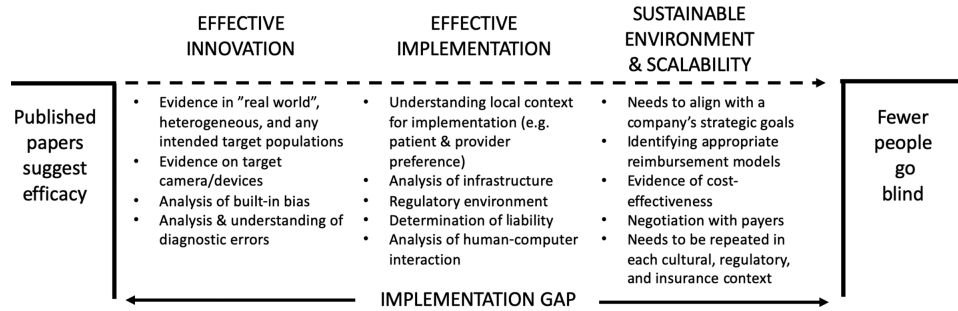 EFFECTIVE
INNOVATION
EFFECTIVE
IMPLEMENTATION
SUSTAINABLE
ENVIRONMENT
& SCALABILITY
Published
papers
suggest
efficacy
• Evidence in ”real world”,
heterogeneous, and any
intended target populations
• Evidence on target
camera/devices
• Analysis of built-in bias
• Analysis & understanding of
diagnostic errors
• Understanding local context
for implementation (e.g.
patient & provider
preference)
• Analysis of infrastructure
• Regulatory environment
• Determination of liability
• Analysis of human-computer
interaction
• Needs to align with a
company’s strategic goals
• Identifying appropriate
reimbursement models
• Evidence of cost-
effectiveness
• Negotiation with payers
• Needs to be repeated in
each cultural, regulatory,
and insurance context
Fewer
people
go
blind
IMPLEMENTATION GAP